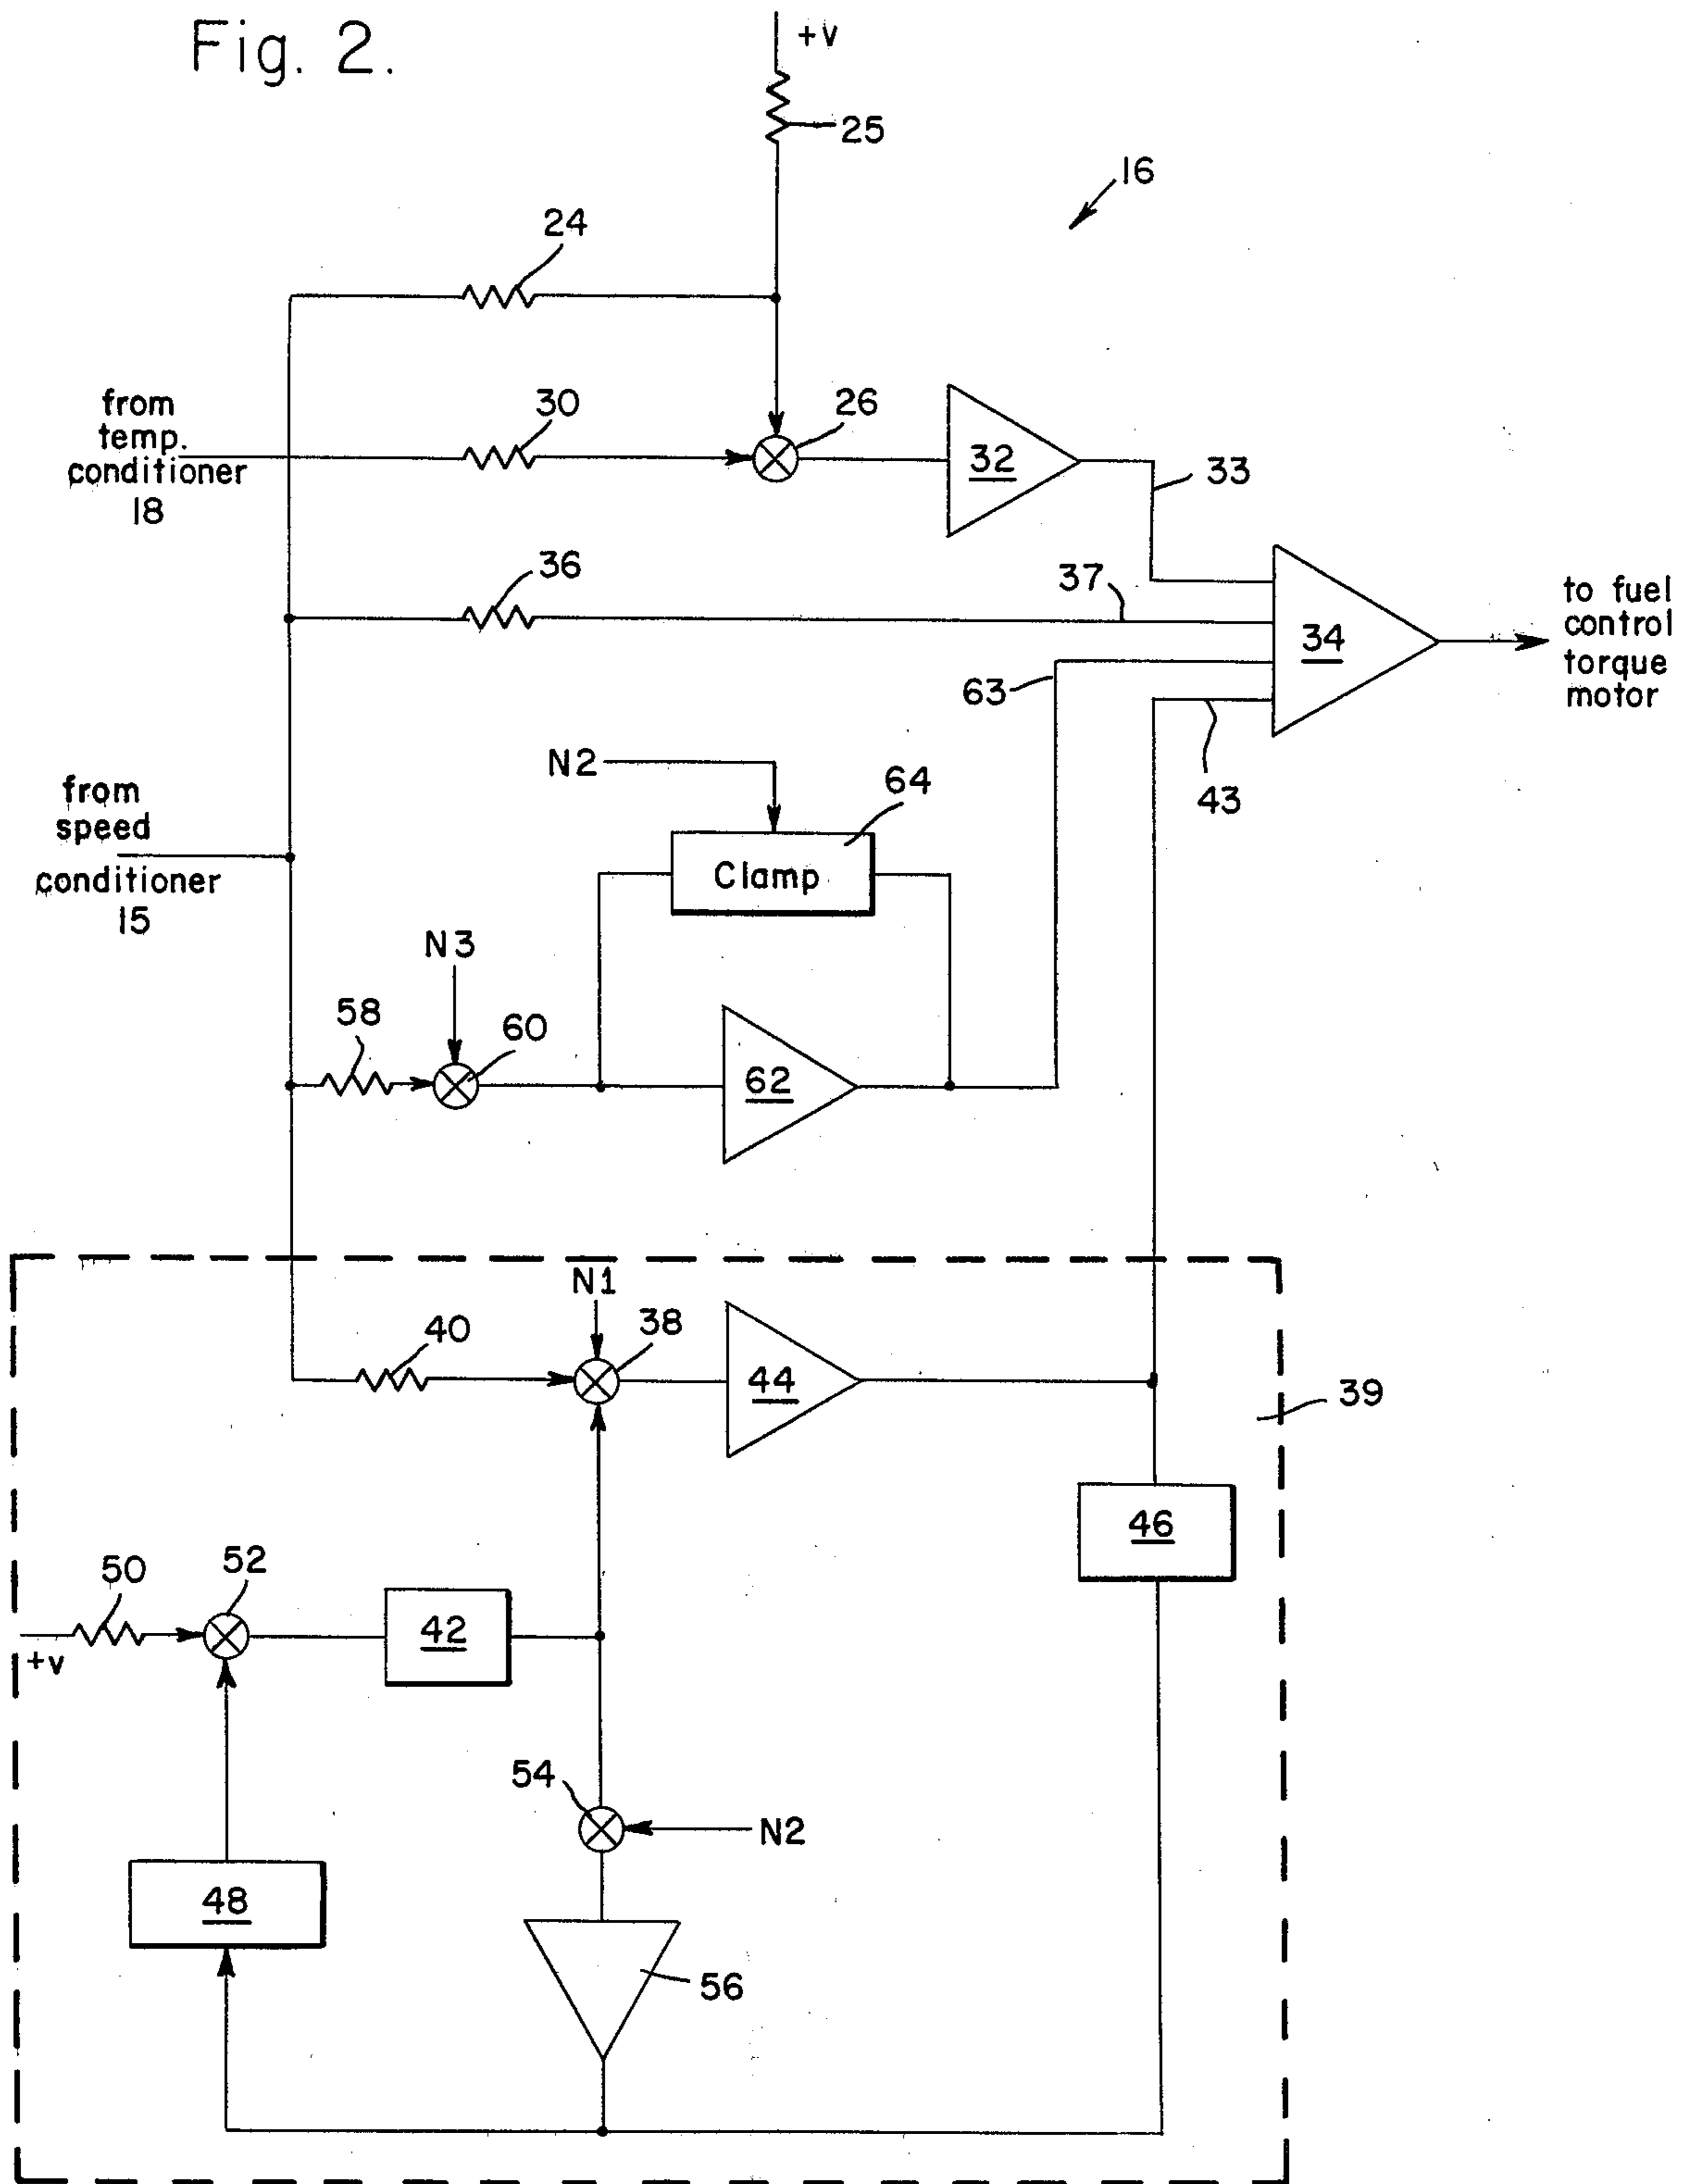 Fig. 2.
+v
25
16
24
from
temp.
conditioner
18
30
26
32
33
36
37
34
to fuel
control
torque
motor
63
43
N2
64
Clamp
from
speed
conditioner
15
N3
58
60
62
N1
40
38
44
39
46
50
52
42
+v
54
N2
48
56